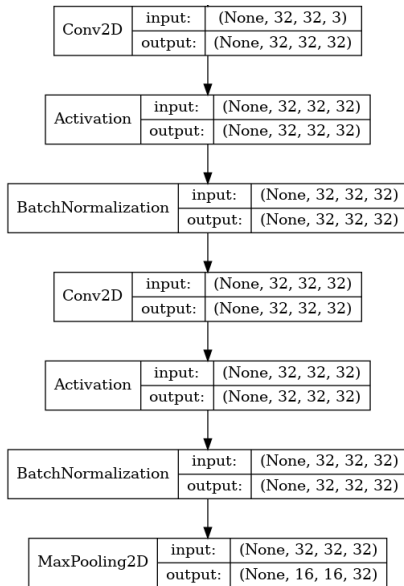 Conv2D input: (None, 32, 32, 3)
output: (None, 32, 32, 32)
Activation input: (None, 32, 32, 32)
output: (None, 32, 32, 32)
BatchNormalization input: (None, 32, 32, 32)
output: (None, 32, 32, 32)
Conv2D input: (None, 32, 32, 32)
output: (None, 32, 32, 32)
Activation input: (None, 32, 32, 32)
output: (None, 32, 32, 32)
BatchNormalization input: (None, 32, 32, 32)
output: (None, 32, 32, 32)
MaxPooling2D input: (None, 32, 32, 32)
output: (None, 16, 16, 32)